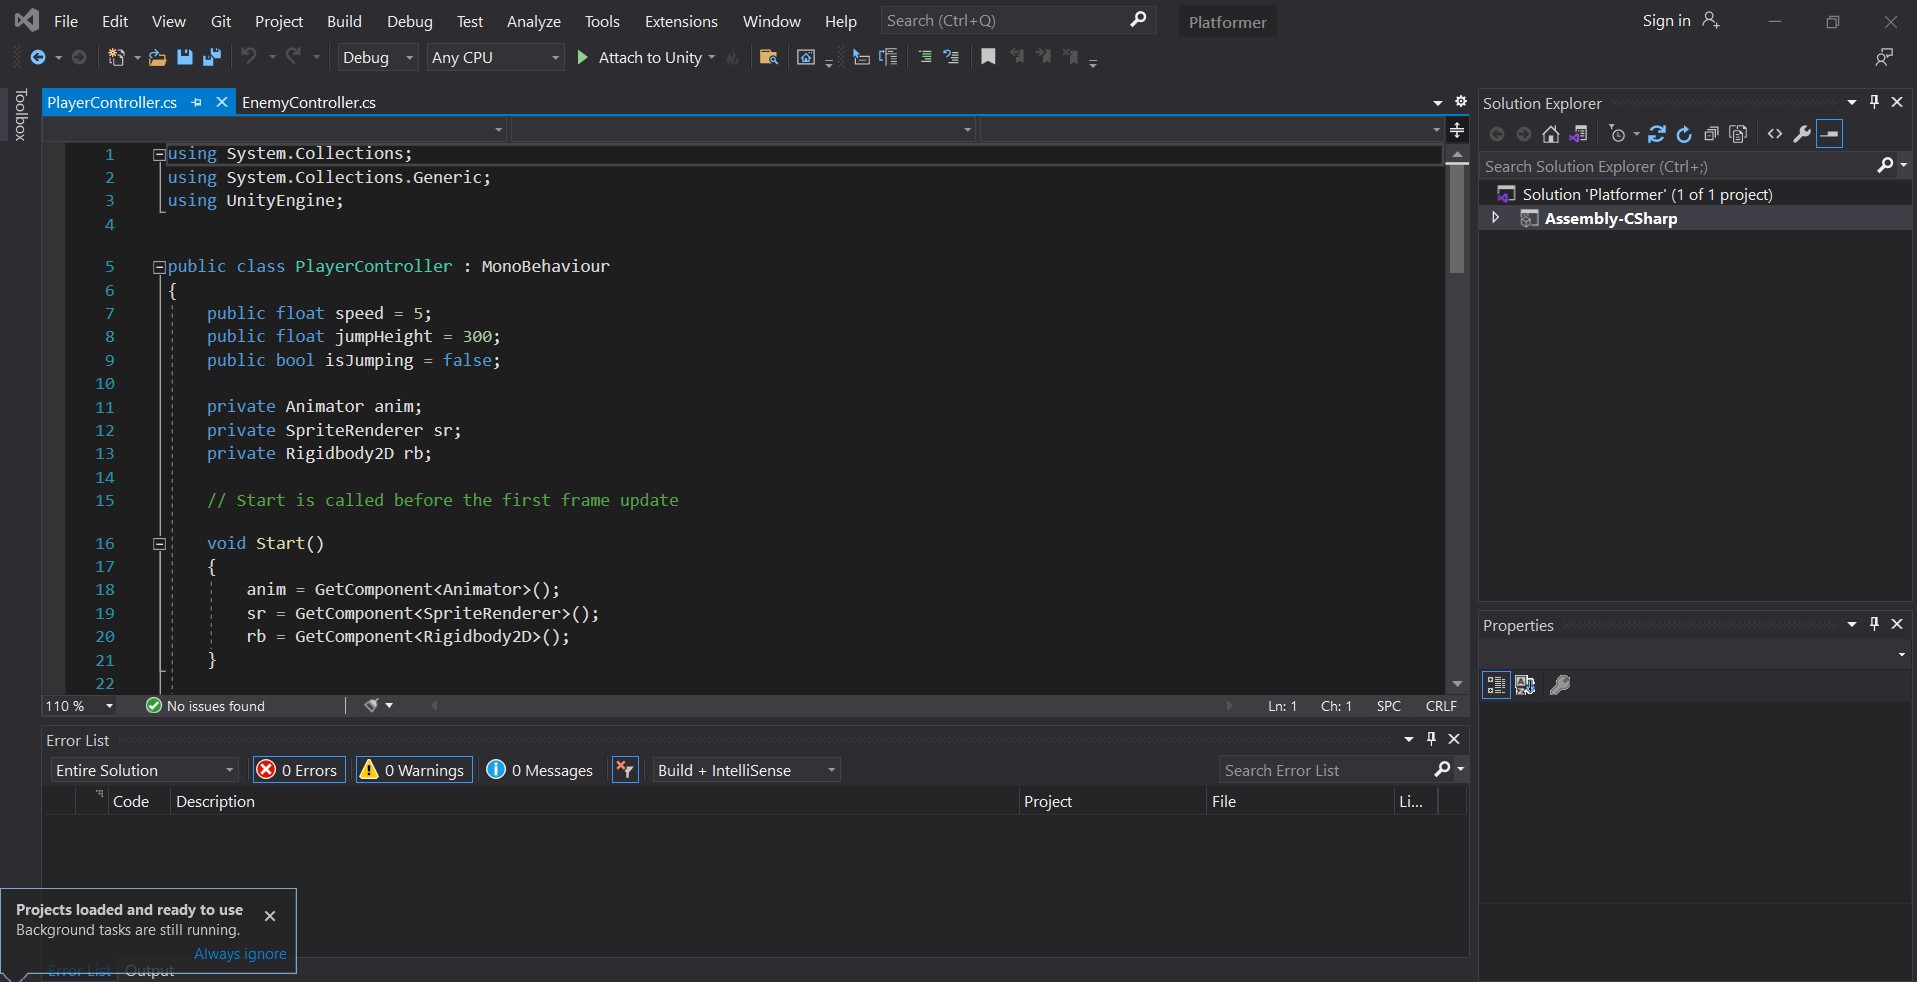 File Edit View Git Project Build Debug Test Analyze Tools Extensions Window Help Search (Ctrl+Q) Platformer Sign in
Debug Any CPU Attach to Unity
Toolbox
PlayerController.cs EnemyController.cs
1 using System.Collections;
2 using System.Collections.Generic;
3 using UnityEngine;
4
5 public class PlayerController : MonoBehaviour
6 {
7 public float speed = 5;
8 public float jumpHeight = 300;
9 public bool isJumping = false;
10
11 private Animator anim;
12 private SpriteRenderer sr;
13 private Rigidbody2D rb;
14
15 // Start is called before the first frame update
16 void Start()
17 {
18 anim = GetComponent<Animator>();
19 sr = GetComponent<SpriteRenderer>();
20 rb = GetComponent<Rigidbody2D>();
21 }
22
110 % No issues found Ln: 1 Ch: 1 SPC CRLF
Error List
Entire Solution 0 Errors 0 Warnings 0 Messages Build + IntelliSense Search Error List
Code Description Project File Li...
Projects loaded and ready to use
Background tasks are still running.
Always ignore
Error List Output
Solution Explorer
Search Solution Explorer (Ctrl+;)
Solution 'Platformer' (1 of 1 project)
Assembly-CSharp
Properties